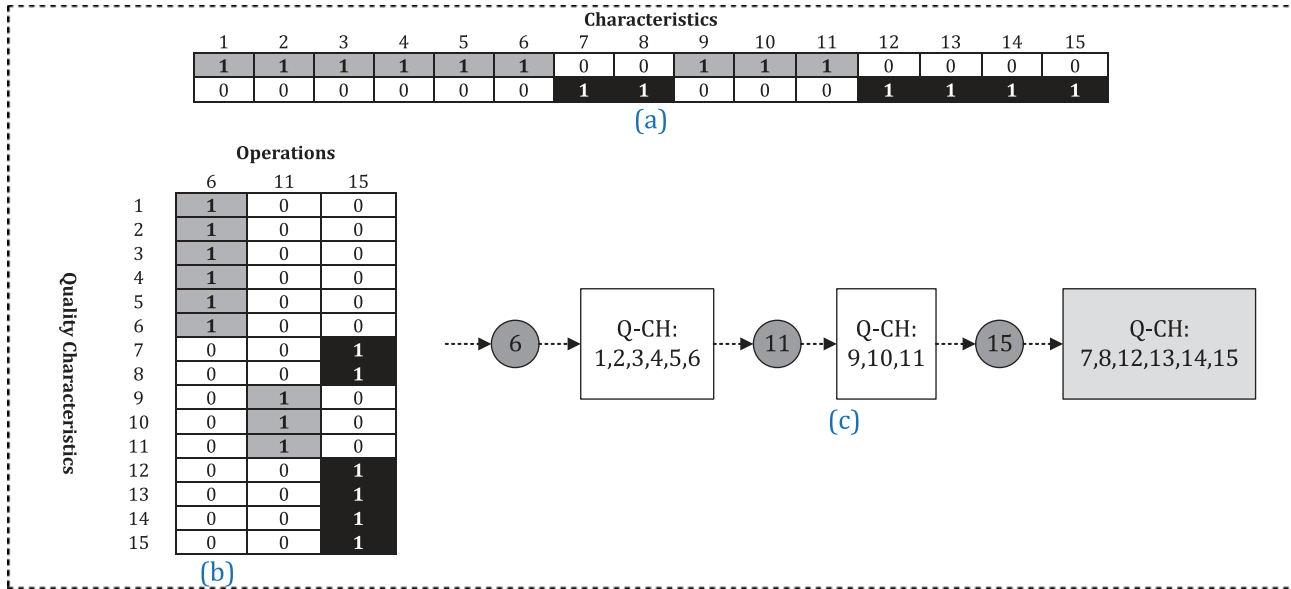 Characteristics
1 2 3 4 5 6 7 8 9 10 11 12 13 14 15
1 1 1 1 1 1 0 0 1 1 1 0 0 0 0
0 0 0 0 0 0 1 1 0 0 0 1 1 1 1
(a)
Operations
6 11 15
1 1 0 0
2 1 0 0
3 1 0 0
4 1 0 0
5 1 0 0
6 1 0 0
7 0 0 1
8 0 0 1
9 0 1 0
10 0 1 0
11 0 1 0
12 0 0 1
13 0 0 1
14 0 0 1
15 0 0 1
Quality Characteristics
(b)
6
Q-CH:
1,2,3,4,5,6
11
Q-CH:
9,10,11
15
Q-CH:
7,8,12,13,14,15
(c)